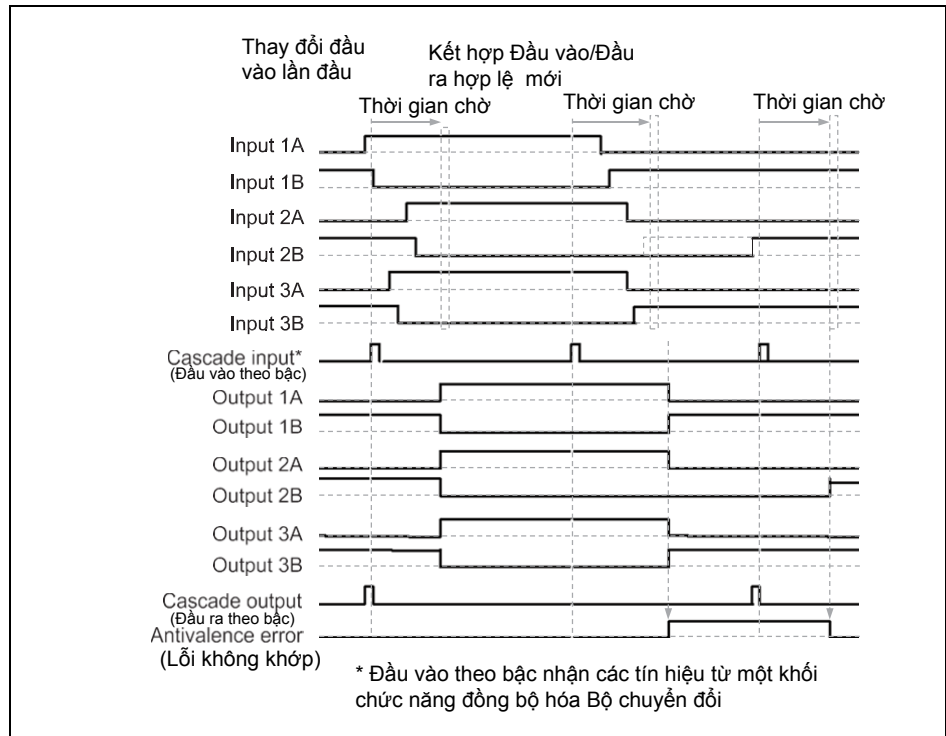 Thay đổi đầu
vào lần đầu
Kết hợp Đầu vào/Đầu
ra hợp lệ mới
Thời gian chờ
Thời gian chờ
Thời gian chờ
Input 1A
Input 1B
Input 2A
Input 2B
Input 3A
Input 3B
Cascade input*
(Đầu vào theo bậc)
Output 1A
Output 1B
Output 2A
Output 2B
Output 3A
Output 3B
Cascade output
(Đầu ra theo bậc)
Antivalence error
(Lỗi không khớp)
* Đầu vào theo bậc nhận các tín hiệu từ một khối
chức năng đồng bộ hóa Bộ chuyển đổi